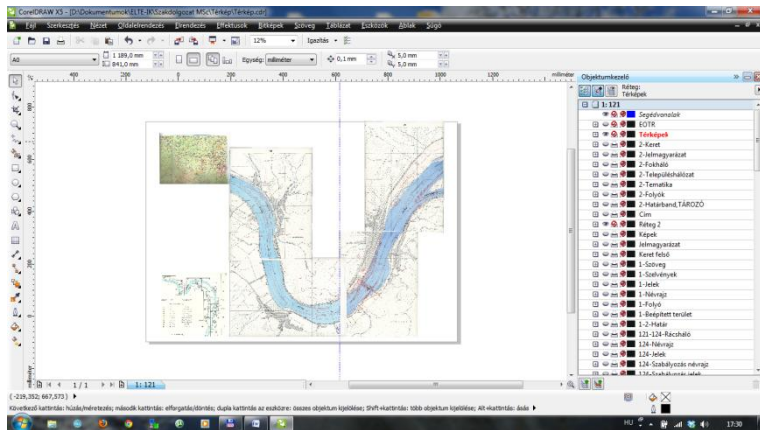 CorelDRAW X5 - [D:\Dokumentumok\ELTE-IX\Szakdolgozat MSc\Térkép\Térkép.cdr]
Fájl Szerkesztés Nézet Oldalelrendezés Elrendezés Effektusok Bitképek Szöveg Táblázat Eszközök Ablak Súgó
12% Igazítás
A0 1 189,0 mm 841,0 mm Egység: milliméter 0,1 mm 5,0 mm 5,0 mm
400 200 0 200 400 600 800 1000 1200 milliméter
Objektumkezelő
Réteg:
Térképek
1: 121
Segédvonalak
EOTR
Térképek
2-Keret
2-Jelmagyarázat
2-Fokháló
2-Településhálózat
2-Tematika
2-Folyók
2-Határband,TÁROZÓ
Cím
Réteg 2
Képek
Jelmagyarázat
Keret felső
1-Szöveg
1-Szelvények
1-Jelek
1-Névrajz
1-Folyó
1-Beépített terület
1-2-Határ
121-124-Rácsháló
124-Névrajz
124-Jelek
124-Szabályozás névrajz
124-Szabályozás jelek
milliméter
1 / 1 1: 121
(-219,352; 667,573)
Következő kattintás: húzás/méretezés; második kattintás: elforgatás/döntés; dupla kattintás az eszközre: összes objektum kijelölése; Shift+kattintás: több objektum kijelölése; Alt+kattintás: ásás
HU 17:30